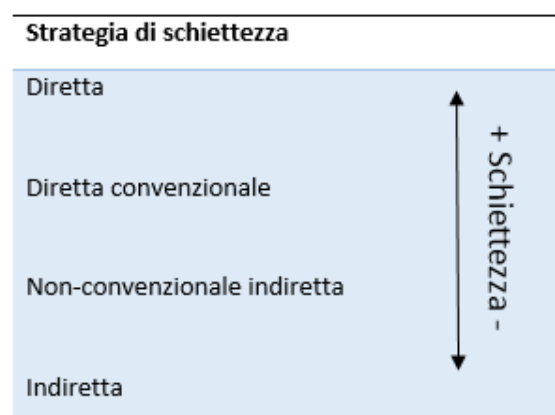 Strategia di schiettezza
Diretta
Diretta convenzionale
Non-convenzionale indiretta
Indiretta
+ Schiettezza -